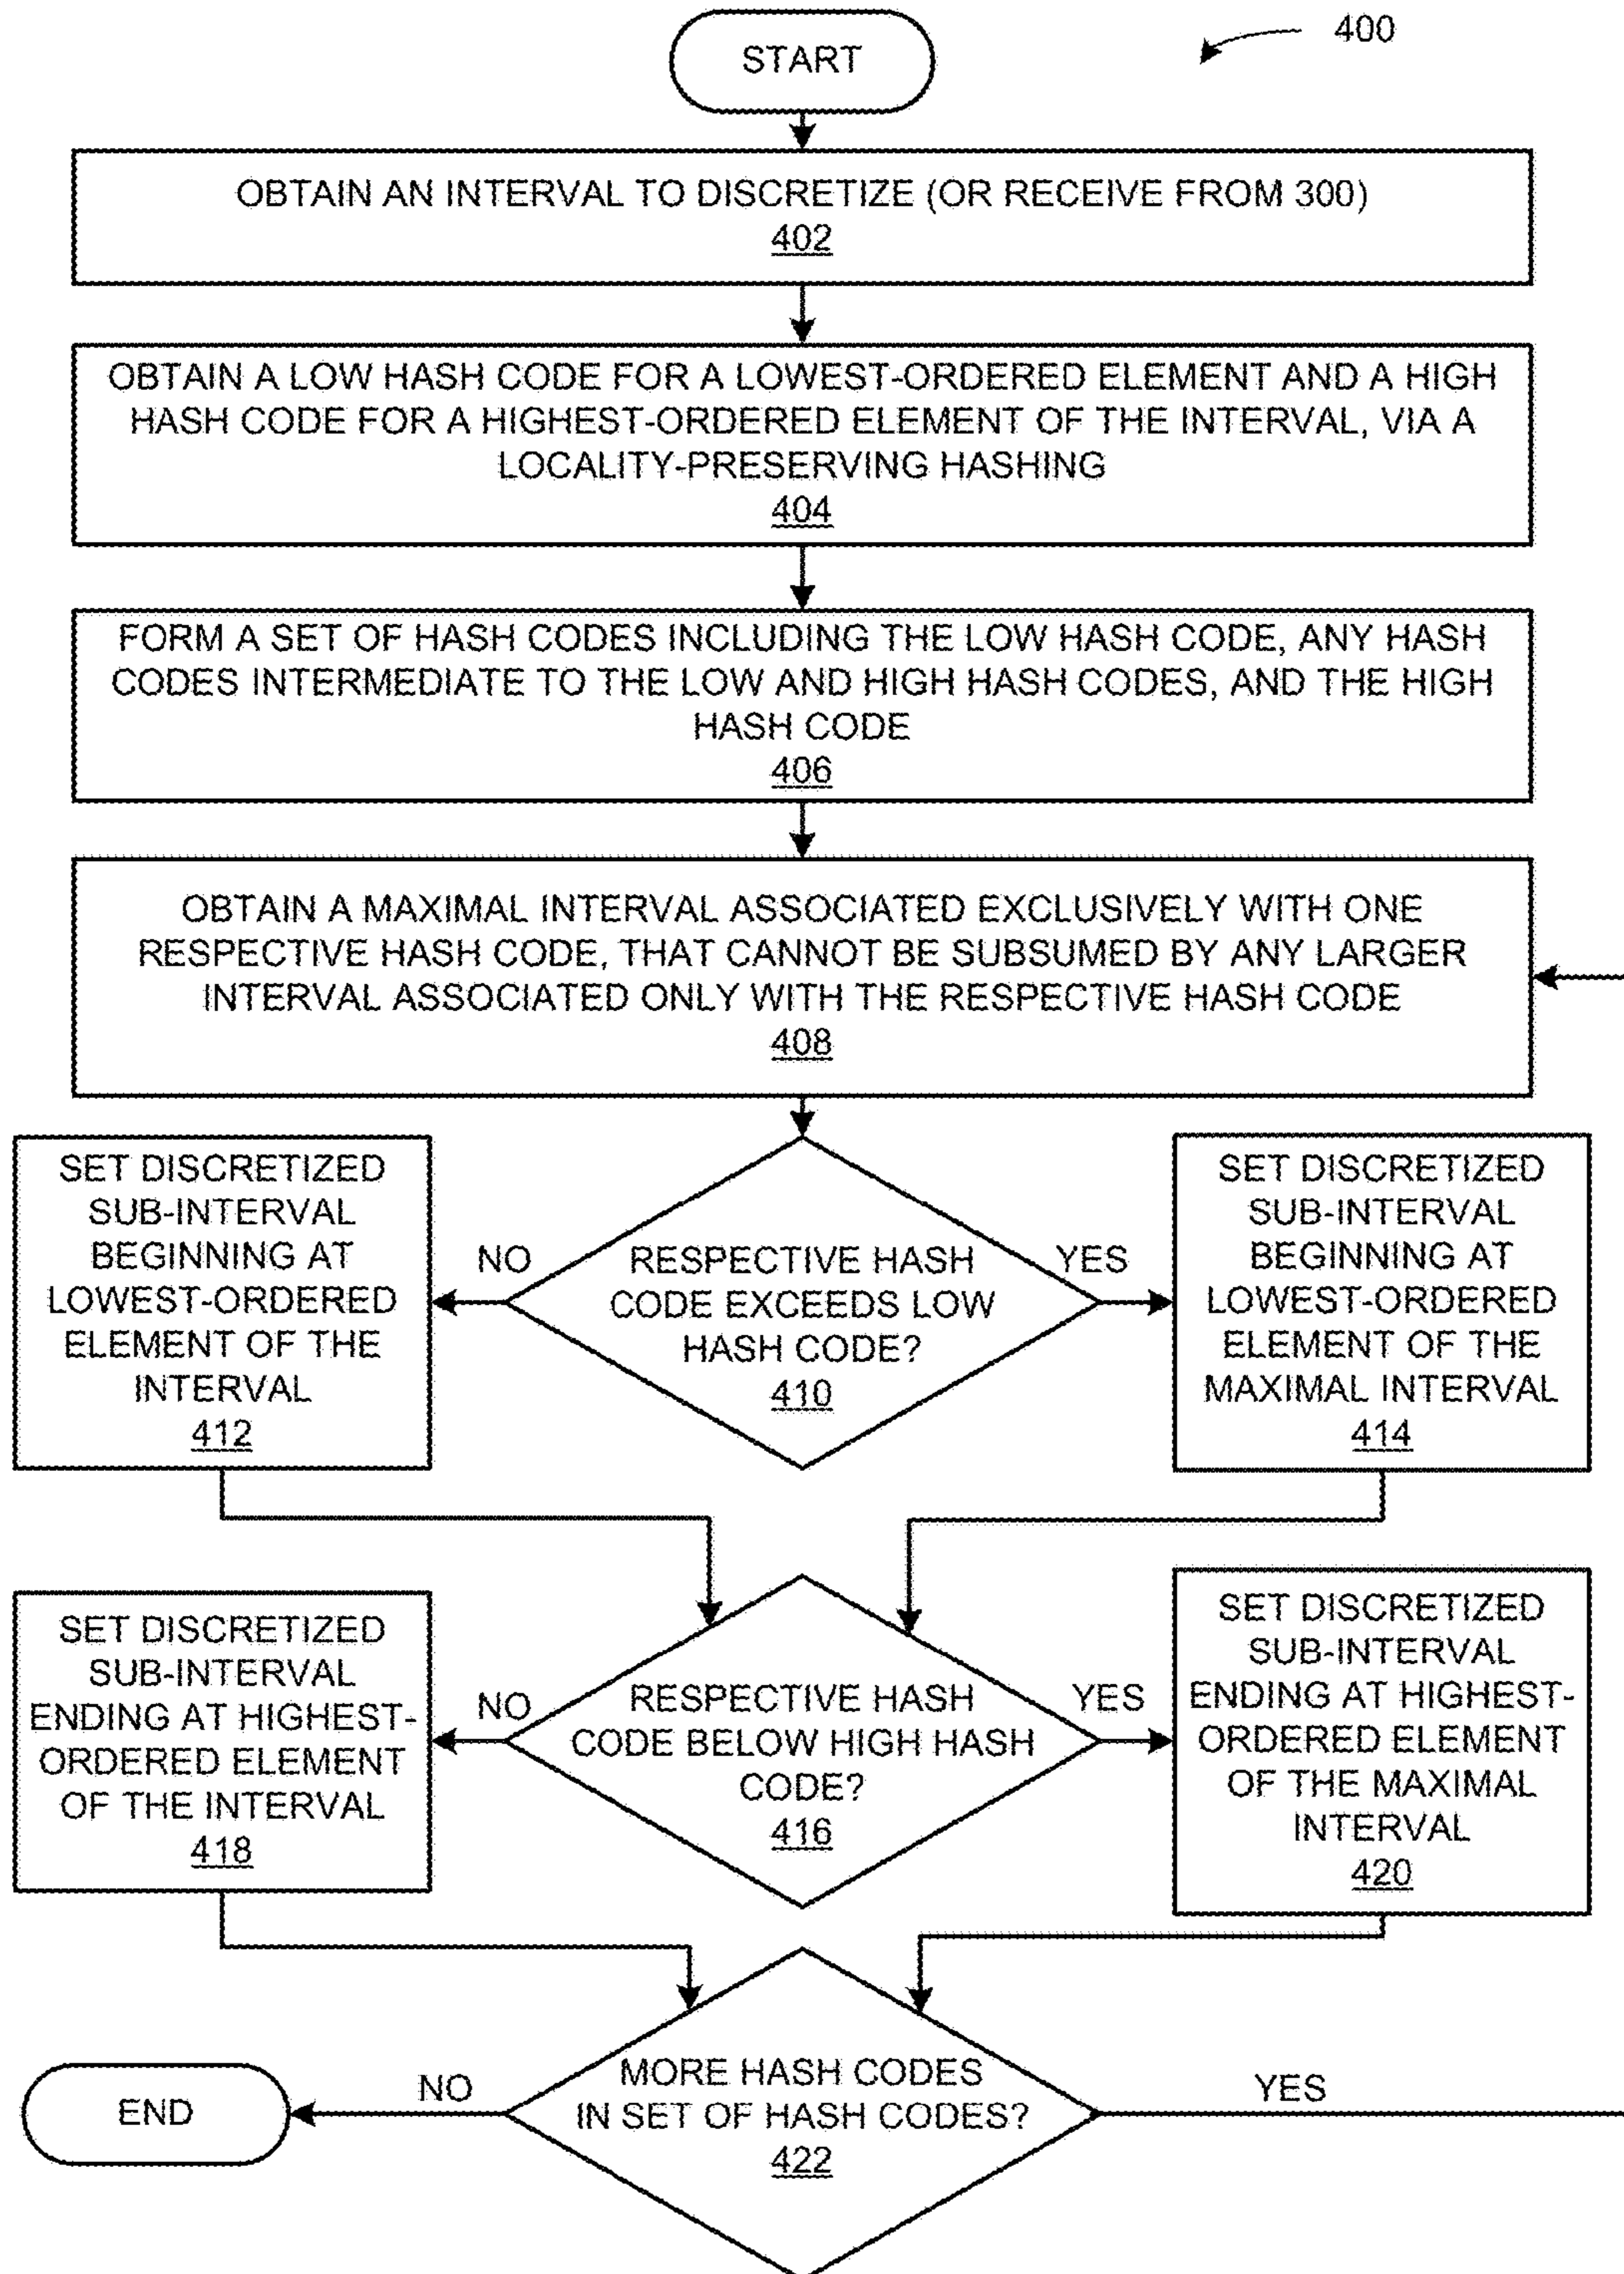 400
START
OBTAIN AN INTERVAL TO DISCRETIZE (OR RECEIVE FROM 300)
402
OBTAIN A LOW HASH CODE FOR A LOWEST-ORDERED ELEMENT AND A HIGH
HASH CODE FOR A HIGHEST-ORDERED ELEMENT OF THE INTERVAL, VIA A
LOCALITY-PRESERVING HASHING
404
FORM A SET OF HASH CODES INCLUDING THE LOW HASH CODE, ANY HASH
CODES INTERMEDIATE TO THE LOW AND HIGH HASH CODES, AND THE HIGH
HASH CODE
406
OBTAIN A MAXIMAL INTERVAL ASSOCIATED EXCLUSIVELY WITH ONE
RESPECTIVE HASH CODE, THAT CANNOT BE SUBSUMED BY ANY LARGER
INTERVAL ASSOCIATED ONLY WITH THE RESPECTIVE HASH CODE
408
RESPECTIVE HASH
CODE EXCEEDS LOW
HASH CODE?
410
NO
SET DISCRETIZED
SUB-INTERVAL
BEGINNING AT
LOWEST-ORDERED
ELEMENT OF THE
INTERVAL
412
YES
SET DISCRETIZED
SUB-INTERVAL
BEGINNING AT
LOWEST-ORDERED
ELEMENT OF THE
MAXIMAL INTERVAL
414
RESPECTIVE HASH
CODE BELOW HIGH HASH
CODE?
416
NO
SET DISCRETIZED
SUB-INTERVAL
ENDING AT HIGHEST-
ORDERED ELEMENT
OF THE INTERVAL
418
YES
SET DISCRETIZED
SUB-INTERVAL
ENDING AT HIGHEST-
ORDERED ELEMENT
OF THE MAXIMAL
INTERVAL
420
MORE HASH CODES
IN SET OF HASH CODES?
422
NO
END
YES